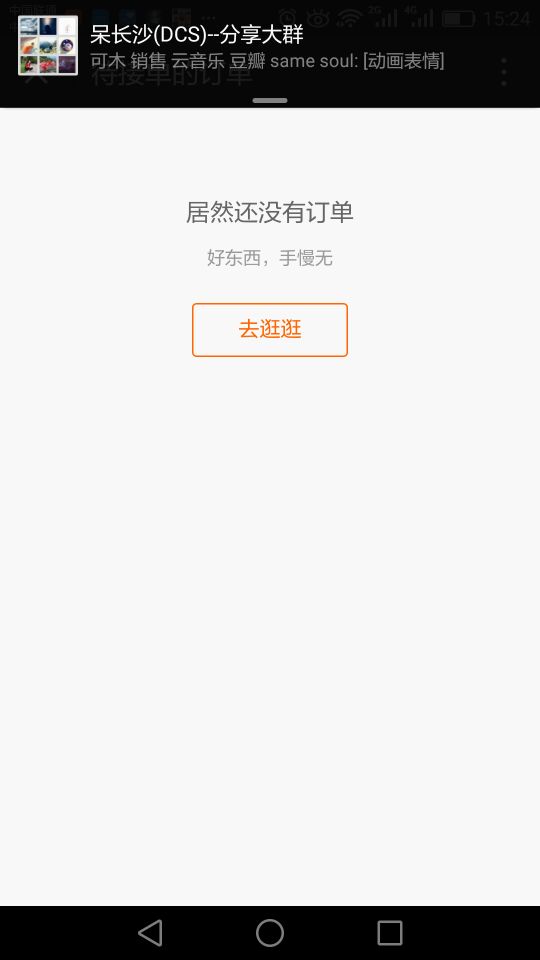 中国联通
2G
4G
15:24
呆长沙(DCS)--分享大群
可木 销售 云音乐 豆瓣 same soul: [动画表情]
待接单的订单
居然还没有订单
好东西，手慢无
去逛逛